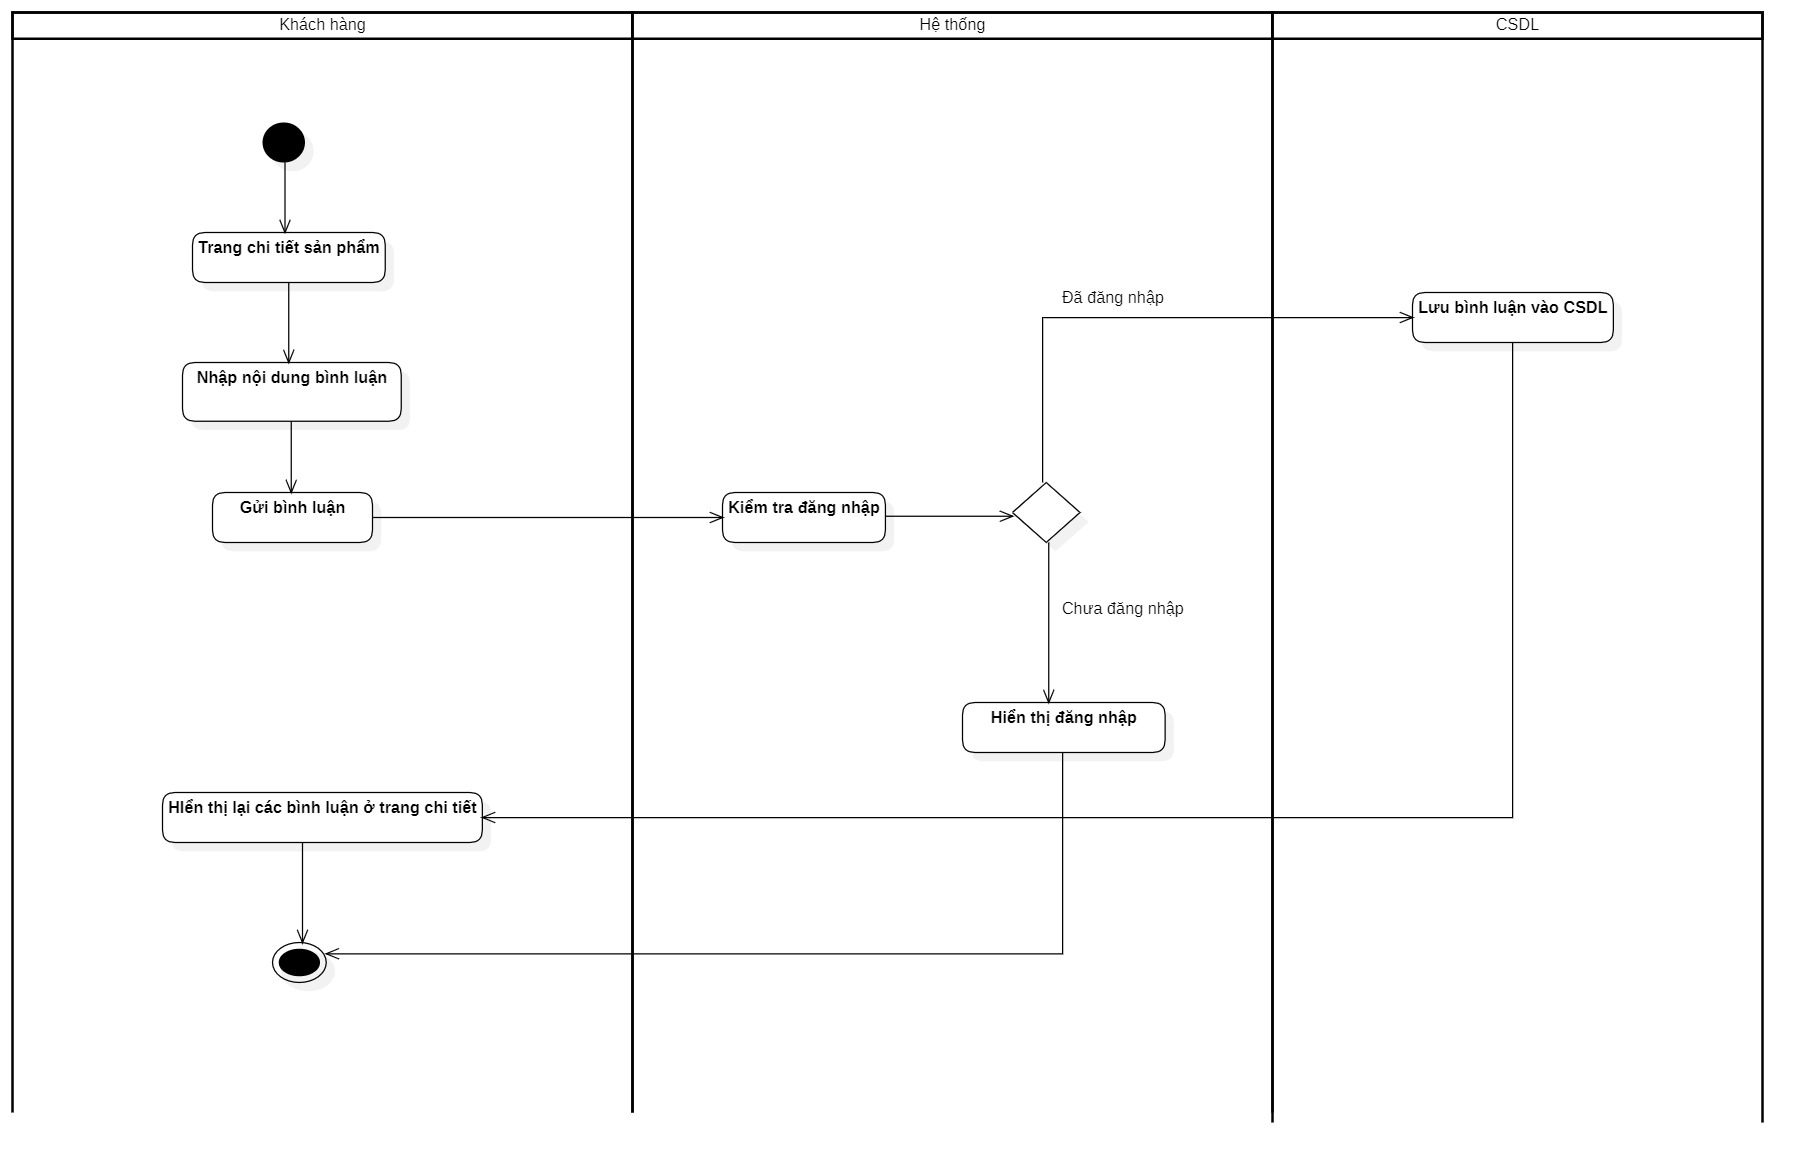 Khách hàng
Hệ thống
CSDL
Trang chi tiết sản phẩm
Đã đăng nhập
Lưu bình luận vào CSDL
Nhập nội dung bình luận
Gửi bình luận
Kiểm tra đăng nhập
Chưa đăng nhập
Hiển thị đăng nhập
HIển thị lại các bình luận ở trang chi tiết